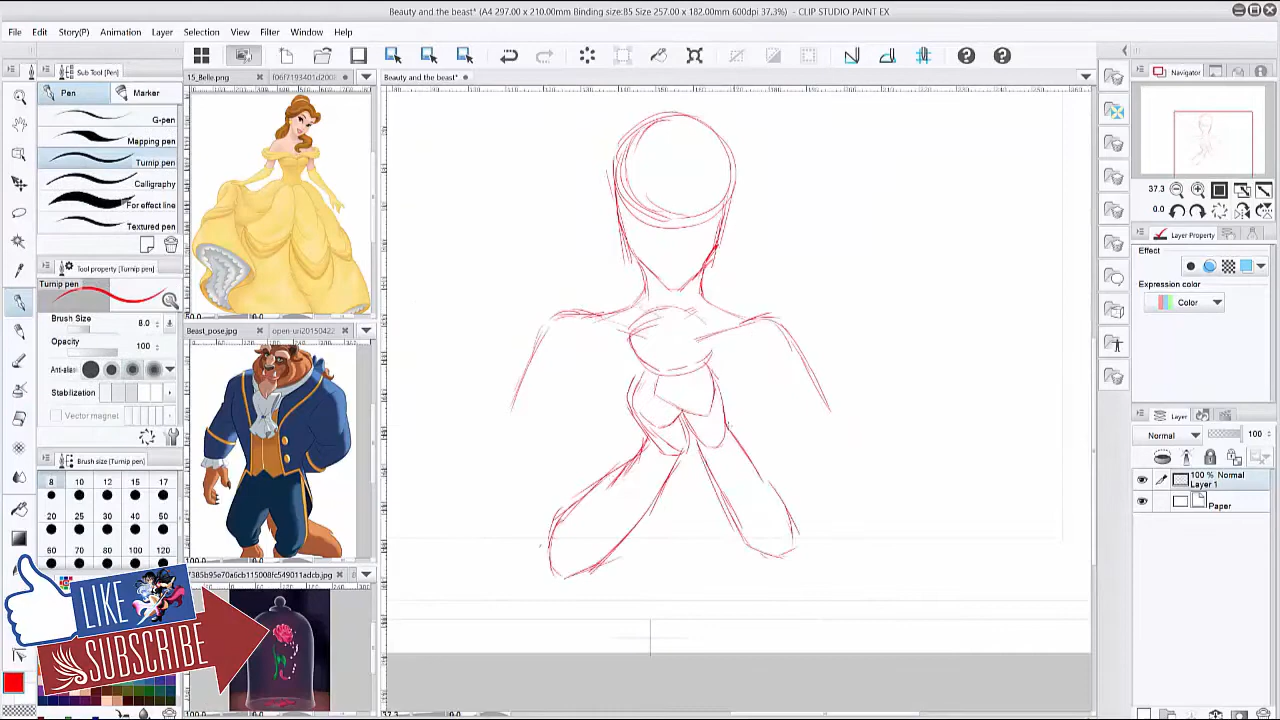 Beauty and the beast* (A4 297.00 x 210.00mm Binding size:B5 Size 257.00 x 182.00mm 600dpi 37.3%) - CLIP STUDIO PAINT EX
File Edit Story(P) Animation Layer Selection View Filter Window Help
Sub Tool [Pen]
15_Belle.png
Beauty and the beast*
Navigator
Pen Marker
G-pen
Mapping pen
Turnip pen
Calligraphy
For effect line
Textured pen
37.3
0.0
Layer Property
Effect
Expression color
Color
Tool property [Turnip pen]
Turnip pen
Brush Size 8.0
Opacity 100
Anti-alias
Stabilization
Vector magnet
Beast_pose.jpg
Brush size [Turnip pen]
8 10 12 15 17
20 25 30 40 50
60 70 80 100 120
Layer
Normal 100
100 % Normal
Layer 1
Paper
LIKE
SUBSCRIBE